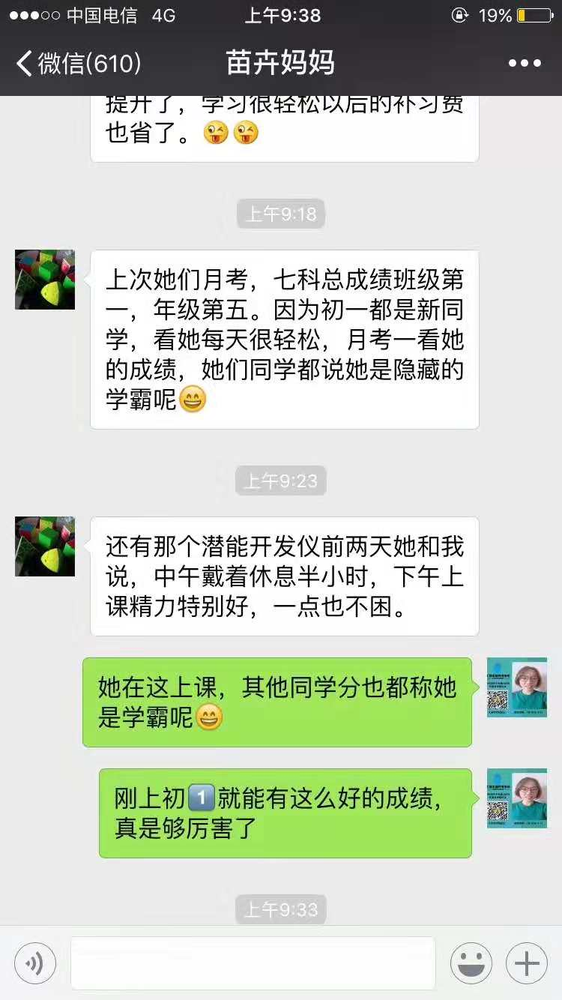 中国电信 4G 上午9:38 19%
微信(610) 苗卉妈妈
提升了，学习很轻松以后的补习费
也省了。😜😜
上午9:18
上次她们月考，七科总成绩班级第
一，年级第五。因为初一都是新同
学，看她每天很轻松，月考一看她
的成绩，她们同学都说她是隐藏的
学霸呢😄
上午9:23
还有那个潜能开发仪前两天她和我
说，中午戴着休息半小时，下午上
课精力特别好，一点也不困。
她在这上课，其他同学分也都称她
是学霸呢😄
刚上初1️⃣就能有这么好的成绩，
真是够厉害了
上午9:33